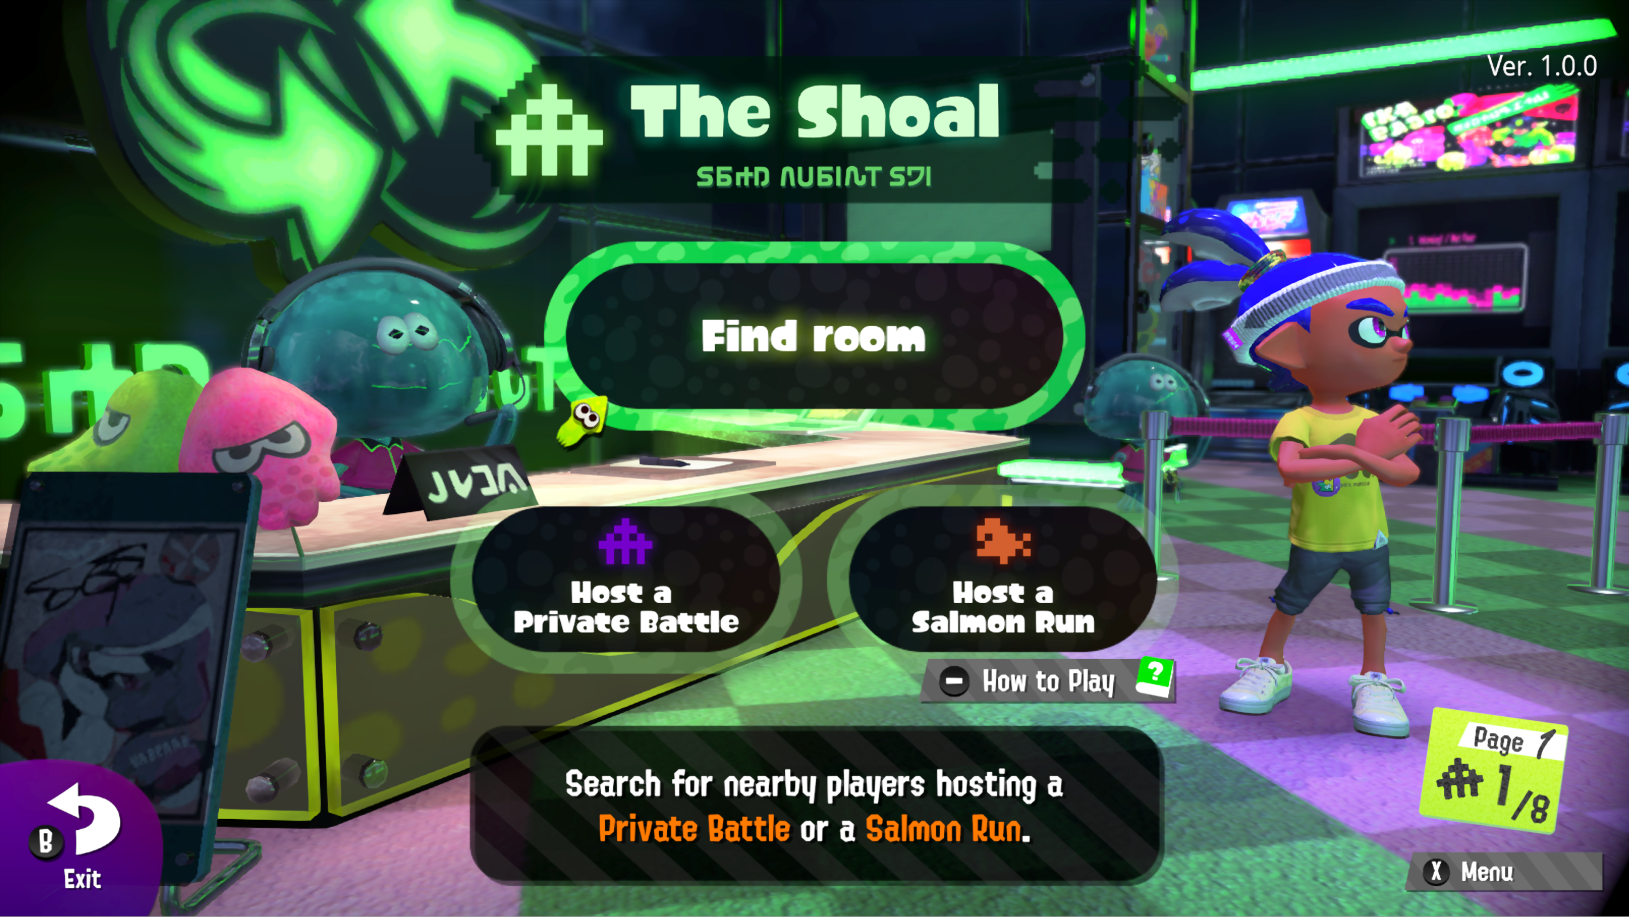 Ver. 1.0.0
The Shoal
Find room
Host a
Private Battle
Host a
Salmon Run
How to Play
?
Page 1
1/8
Search for nearby players hosting a
Private Battle or a Salmon Run.
B
Exit
X Menu